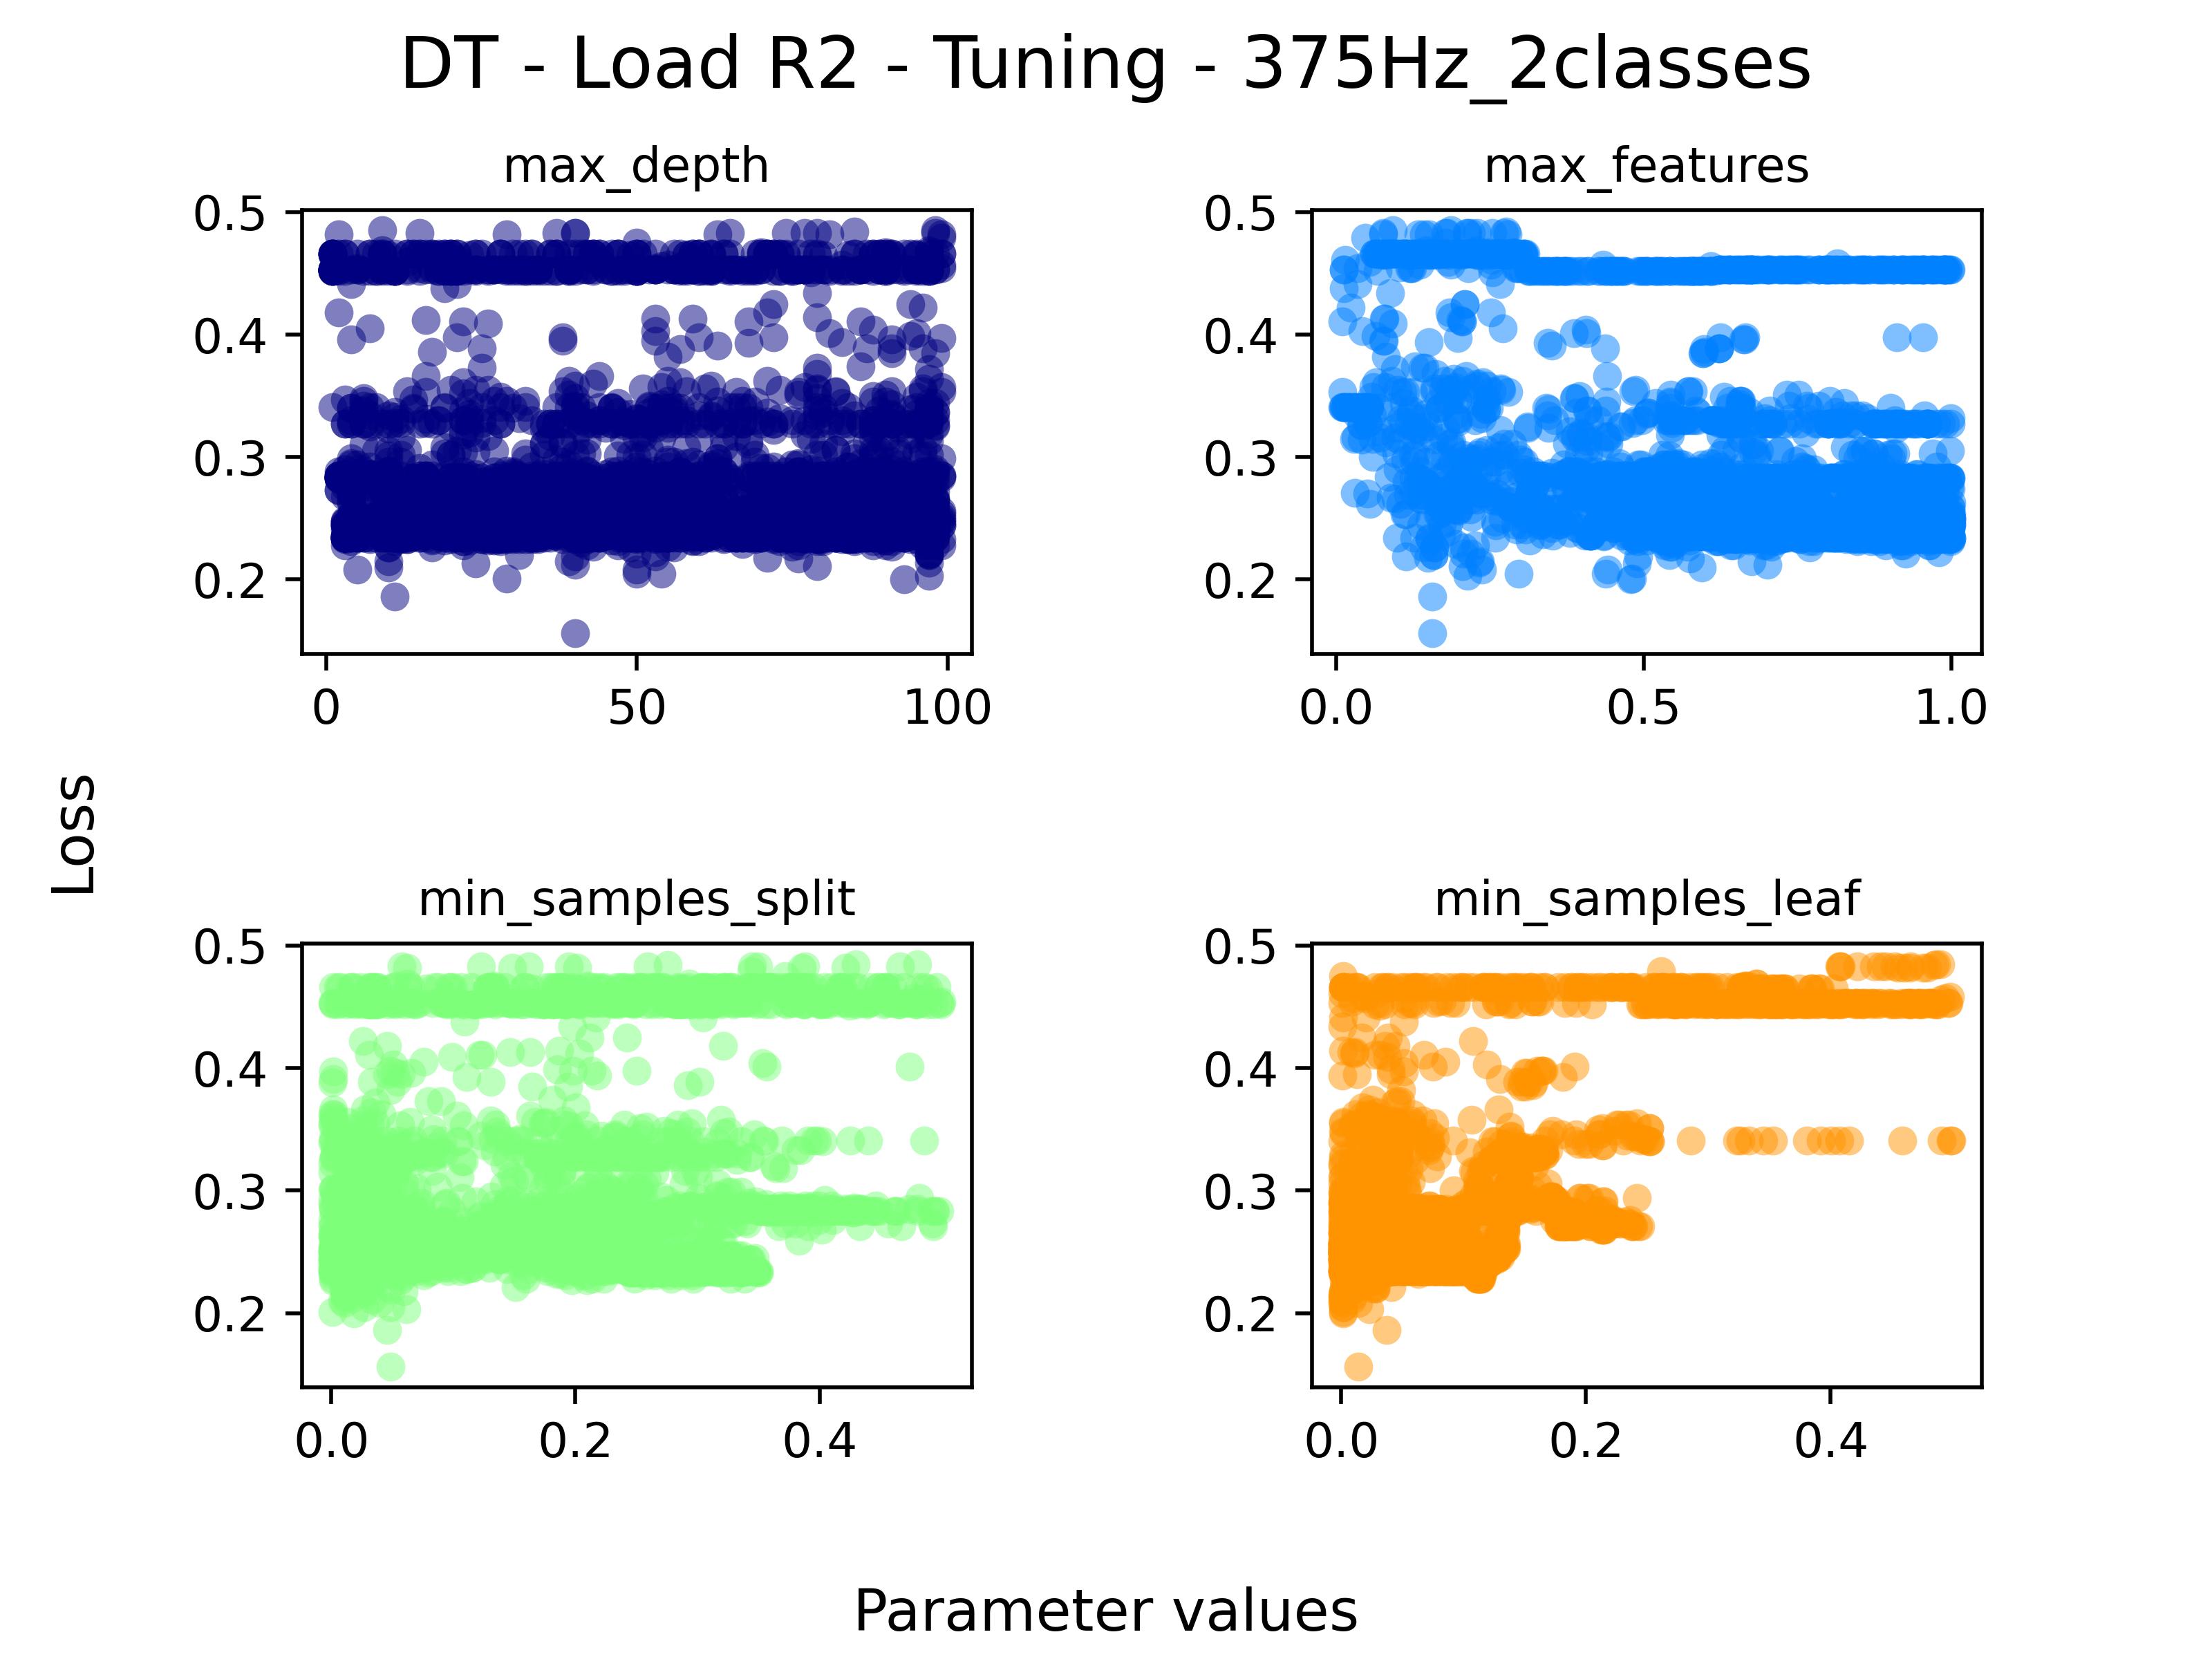 DT - Load R2 - Tuning - 375Hz_2classes
max_depth
0.5
0.4
0.3
0.2
0 50 100
max_features
0.5
0.4
0.3
0.2
0.0 0.5 1.0
Loss
min_samples_split
0.5
0.4
0.3
0.2
0.0 0.2 0.4
min_samples_leaf
0.5
0.4
0.3
0.2
0.0 0.2 0.4
Parameter values